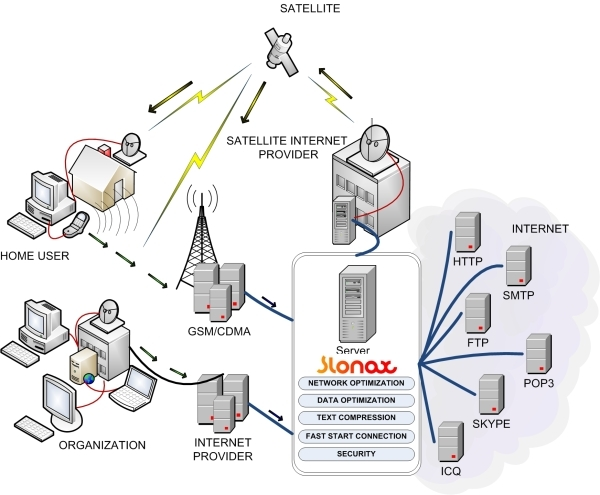 SATELLITE
SATELLITE INTERNET
PROVIDER
INTERNET
HTTP
HOME USER
SMTP
GSM/CDMA
FTP
Server
Slonax
NETWORK OPTIMIZATION
POP3
DATA OPTIMIZATION
TEXT COMPRESSION
SKYPE
FAST START CONNECTION
ORGANIZATION
INTERNET
PROVIDER
SECURITY
ICQ